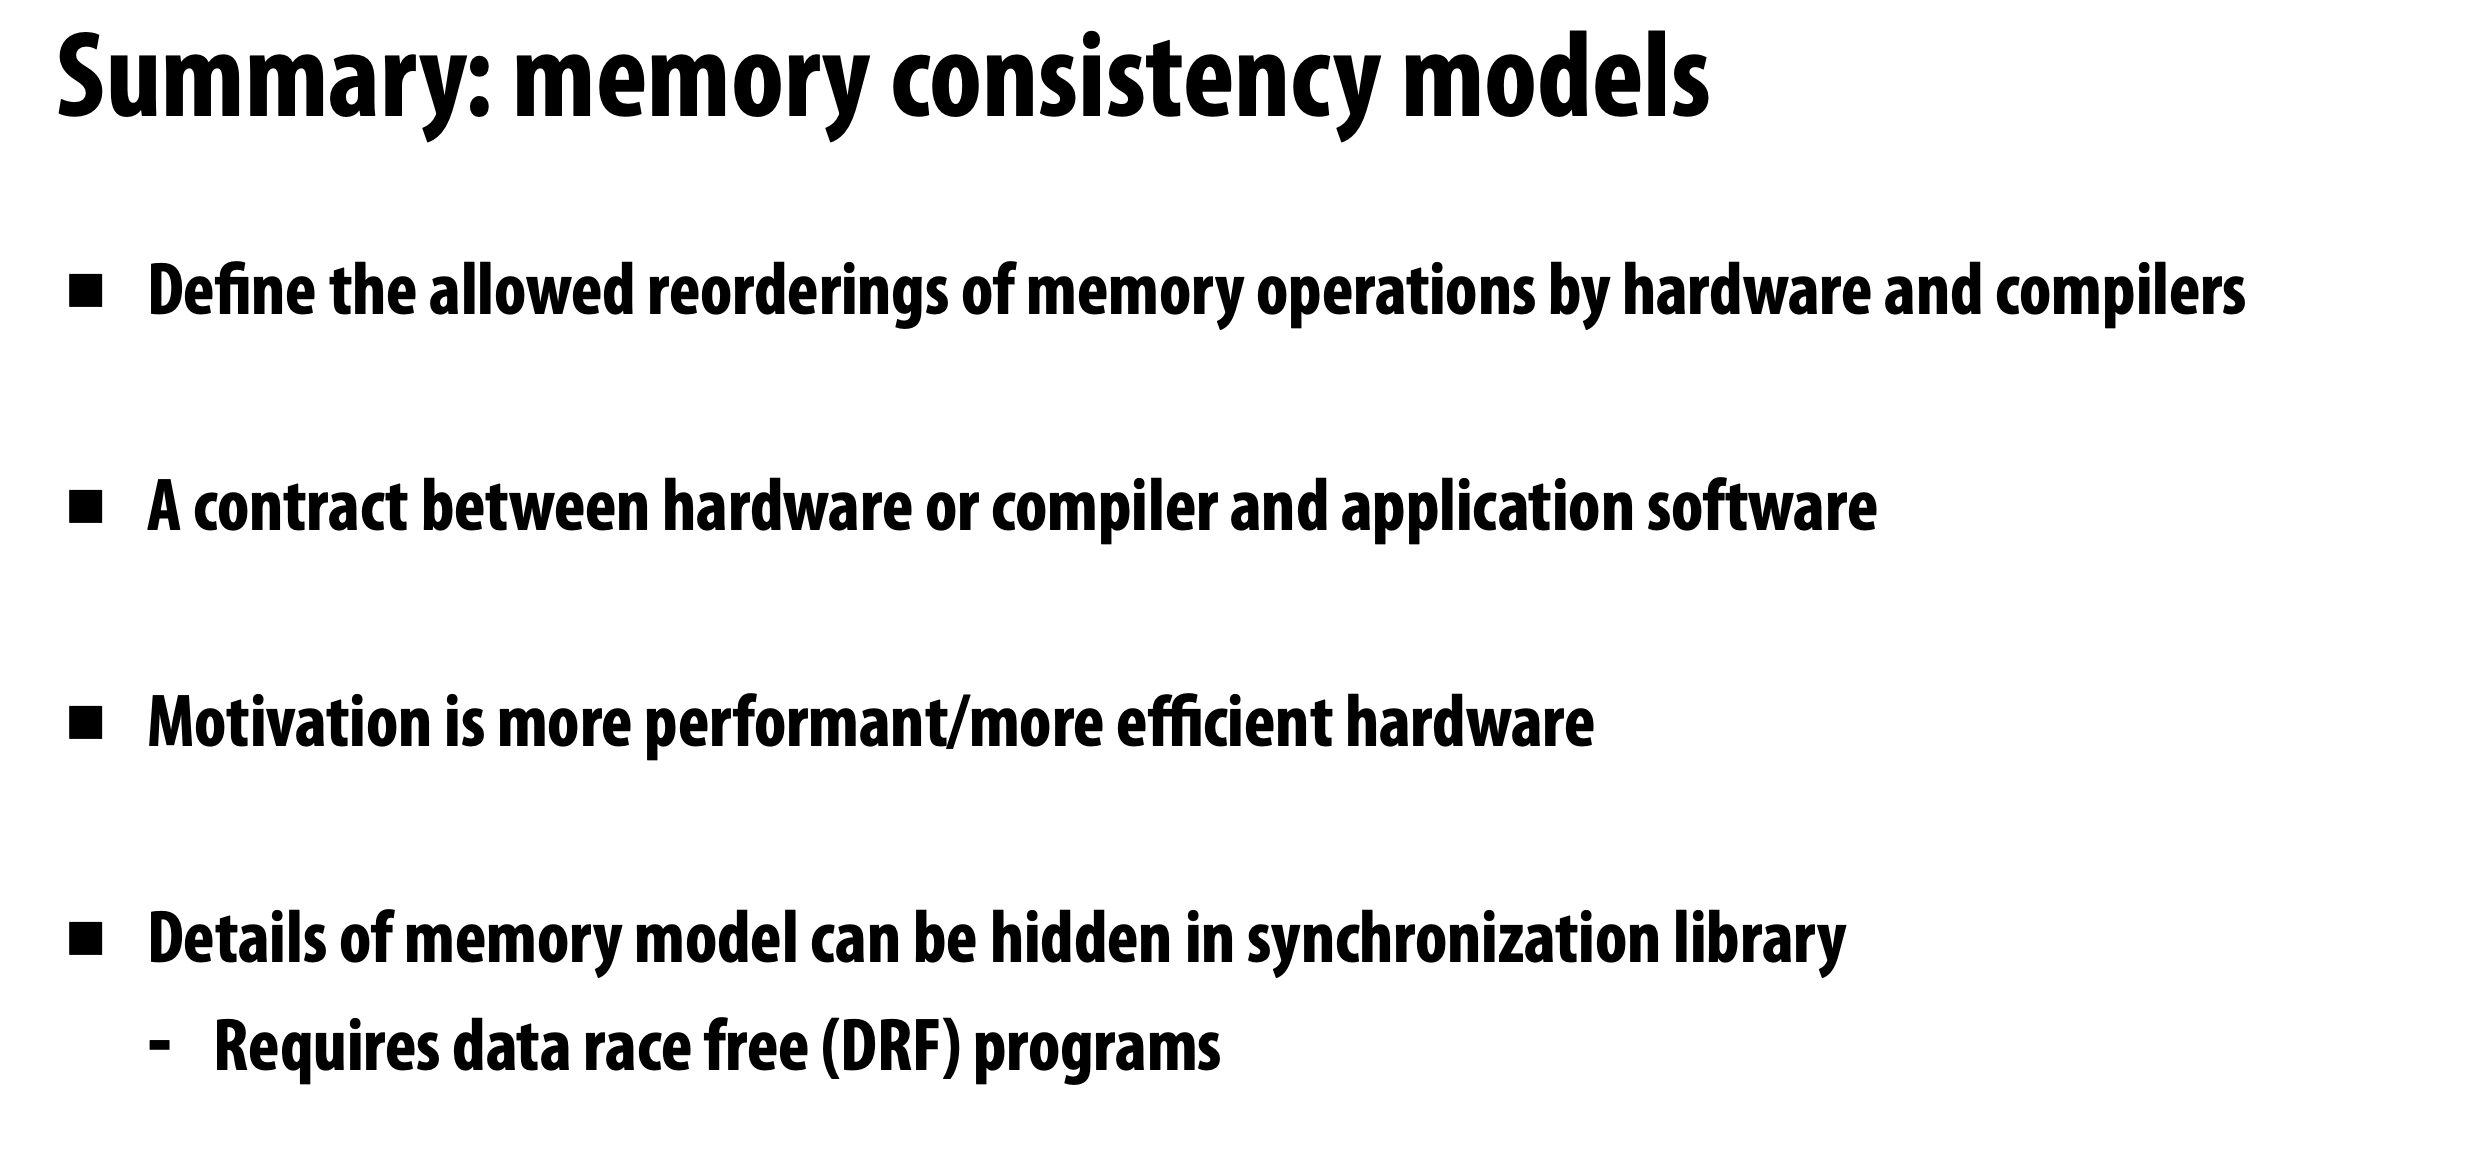 Summary: memory consistency models
■ Define the allowed reorderings of memory operations by hardware and compilers
■ A contract between hardware or compiler and application software
■ Motivation is more performant/more efficient hardware
■ Details of memory model can be hidden in synchronization library
- Requires data race free (DRF) programs